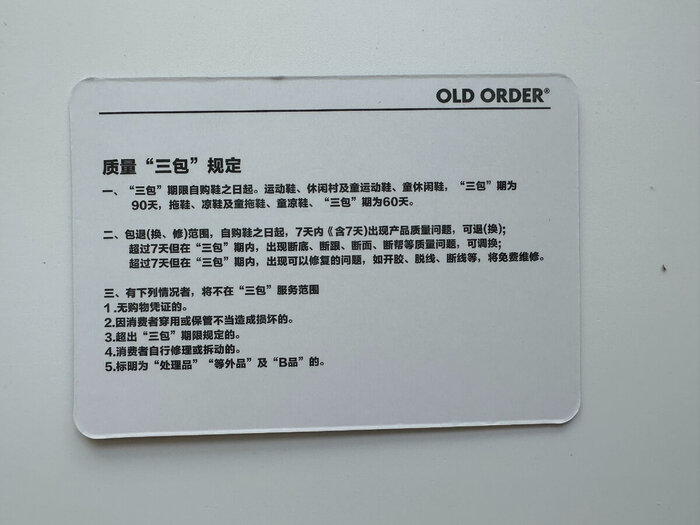 OLD ORDER®
质量“三包”规定
一、“三包”期限自购鞋之日起。运动鞋、休闲村及童运动鞋、童休闲鞋，“三包”期为
90天，拖鞋、凉鞋及童拖鞋、童凉鞋、“三包”期为60天。
二、包退(换、修)范围，自购鞋之日起，7天内《含7天)出现产品质量问题，可退(换)；
超过7天但在“三包”期内，出现断底、断跟、断面、断帮等质量问题，可调换；
超过7天但在“三包”期内，出现可以修复的问题，如开胶、脱线、断线等，将免费维修。
三、有下列情况者，将不在“三包”服务范围
1.无购物凭证的。
2.因消费者穿用或保管不当造成损坏的。
3.超出“三包”期限规定的。
4.消费者自行修理或拆动的。
5.标明为“处理品”“等外品”及“B品”的。